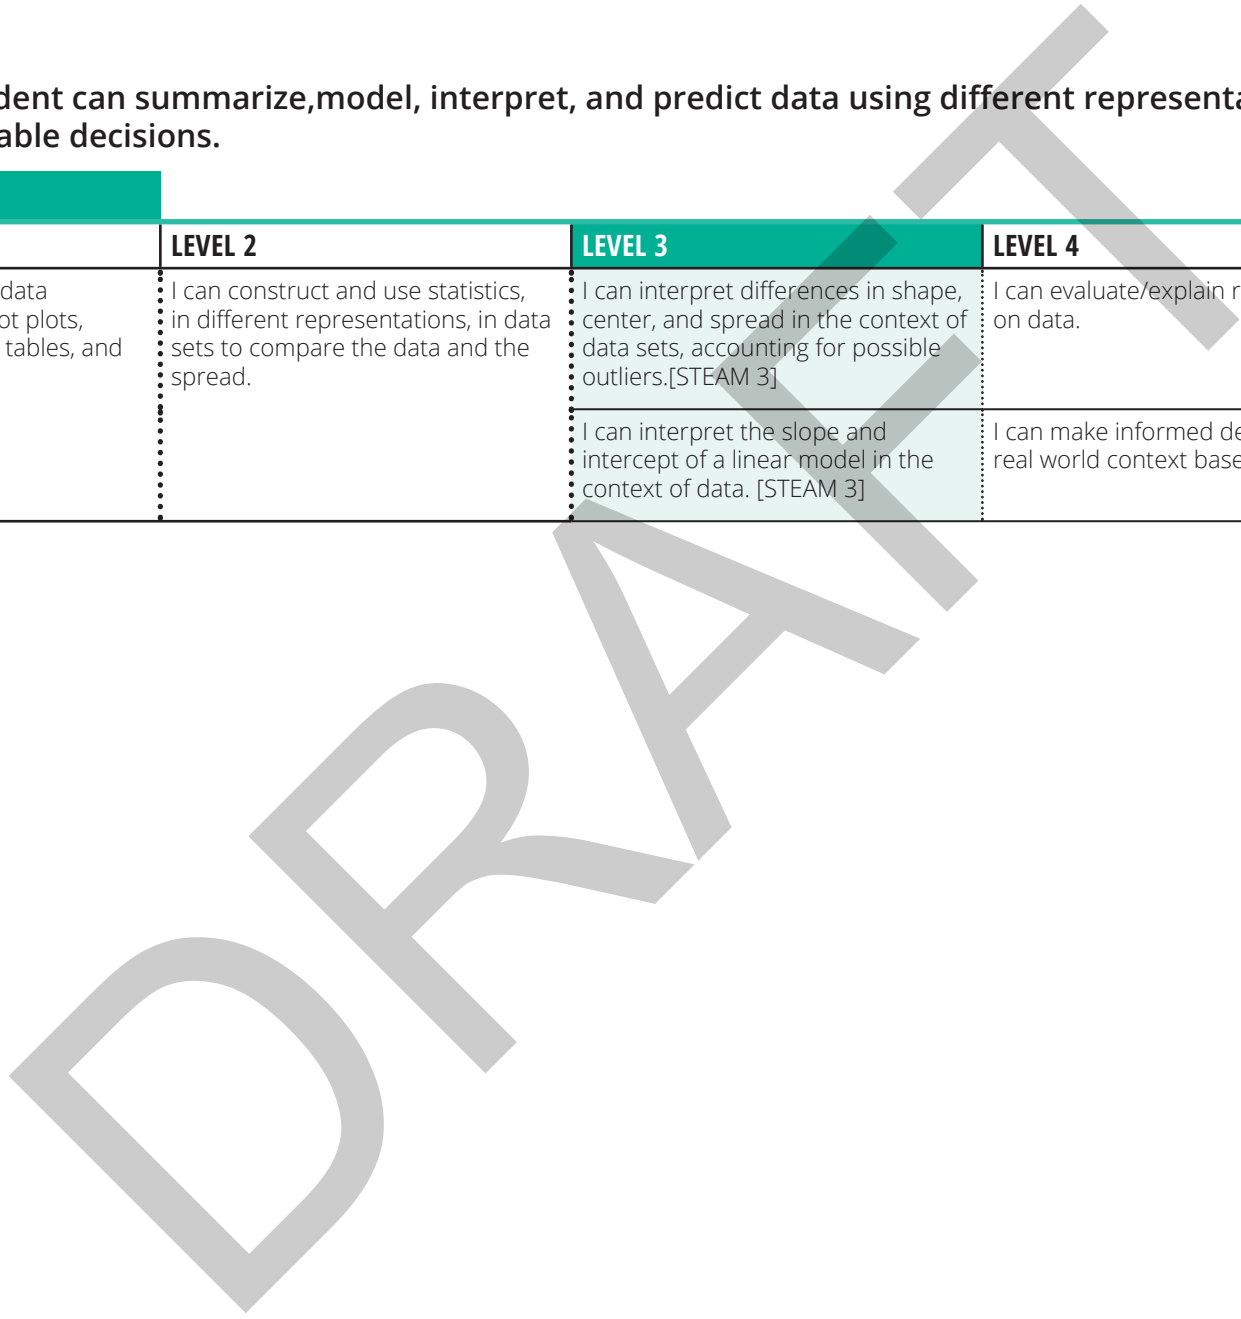 dent can summarize,model, interpret, and predict data using different representa
able decisions.
LEVEL 2
LEVEL 3
LEVEL 4
data
ot plots,
tables, and
I can construct and use statistics,
in different representations, in data
sets to compare the data and the
spread.
I can interpret differences in shape,
center, and spread in the context of
data sets, accounting for possible
outliers.[STEAM 3]
I can evaluate/explain r
on data.
I can interpret the slope and
intercept of a linear model in the
context of data. [STEAM 3]
I can make informed de
real world context base
DRAFT